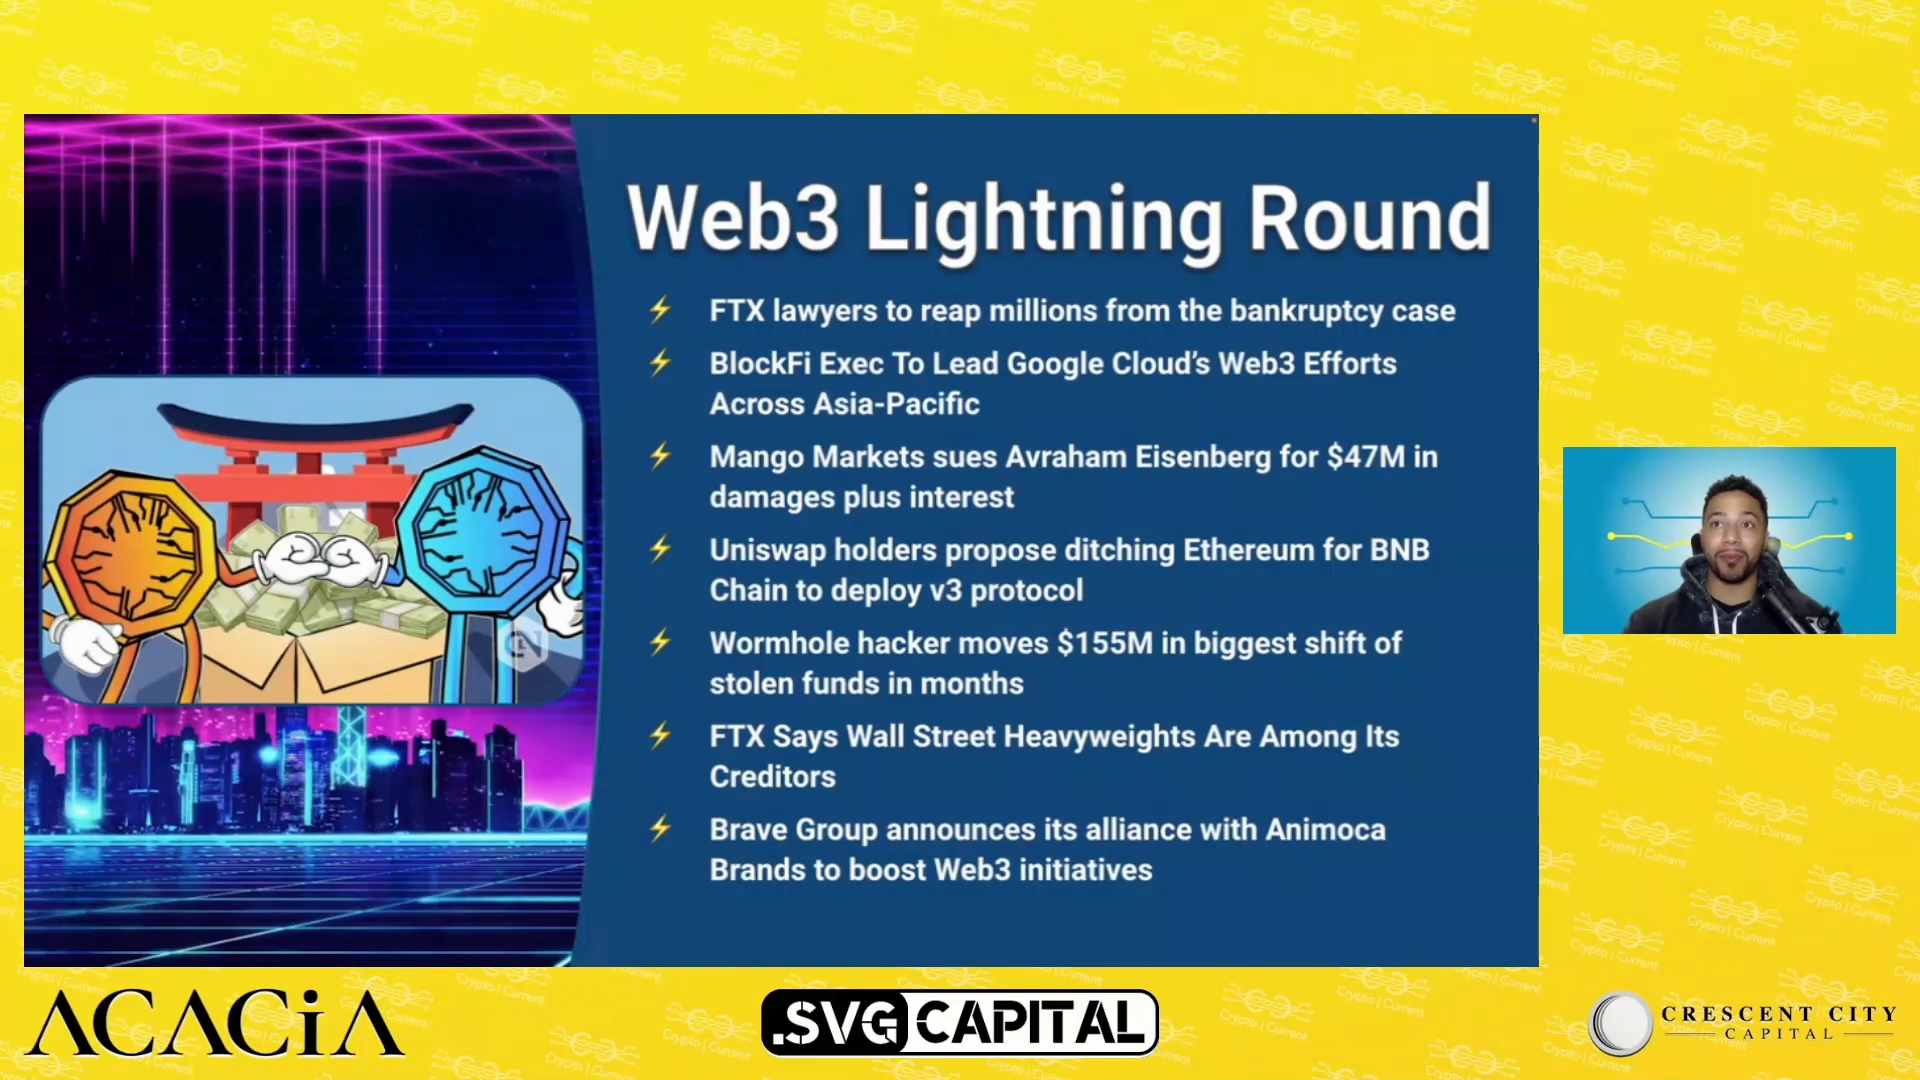 Web3 Lightning Round
⚡ FTX lawyers to reap millions from the bankruptcy case
⚡ BlockFi Exec To Lead Google Cloud’s Web3 Efforts
Across Asia-Pacific
⚡ Mango Markets sues Avraham Eisenberg for $47M in
damages plus interest
⚡ Uniswap holders propose ditching Ethereum for BNB
Chain to deploy v3 protocol
⚡ Wormhole hacker moves $155M in biggest shift of
stolen funds in months
⚡ FTX Says Wall Street Heavyweights Are Among Its
Creditors
⚡ Brave Group announces its alliance with Animoca
Brands to boost Web3 initiatives
ACACiA
.SVG CAPITAL
CRESCENT CITY
CAPITAL
Crypto | Current